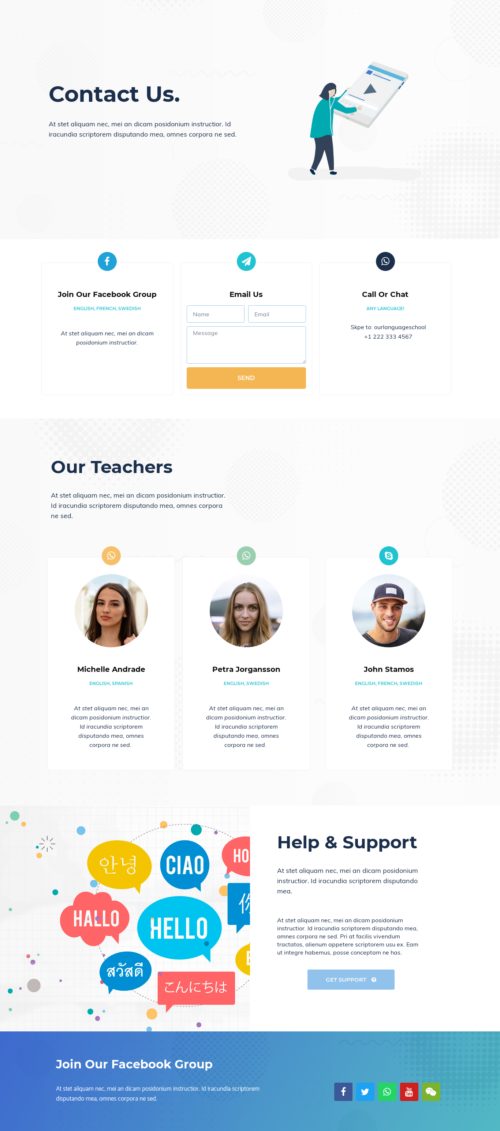 Contact Us.
At stet aliquam nec, mei an dicam posidonium instructior. Id
iracundia scriptorem disputando mea, omnes corpora ne sed.
Join Our Facebook Group
ENGLISH, FRENCH, SWEDISH
At stet aliquam nec, mei an dicam
posidonium instructior.
Email Us
Name
Email
Message
SEND
Call Or Chat
ANY LANGUAGE!
Skpe to: ourlanguageschool
+1 222 333 4567
Our Teachers
At stet aliquam nec, mei an dicam posidonium instructior.
Id iracundia scriptorem disputando mea, omnes corpora
ne sed.
Michelle Andrade
ENGLISH, SPANISH
At stet aliquam nec, mei an
dicam posidonium instructior.
Id iracundia scriptorem
disputando mea, omnes
corpora ne sed.
Petra Jorgansson
ENGLISH, SWEDISH
At stet aliquam nec, mei an
dicam posidonium instructior.
Id iracundia scriptorem
disputando mea, omnes
corpora ne sed
John Stamos
ENGLISH, FRENCH, SWEDISH
At stet aliquam nec, mei an
dicam posidonium instructior.
Id iracundia scriptorem
disputando mea, omnes
corpora ne sed.
안녕
CIAO
HO
HALLO
HELLO
你
สวัสดี
こんにちは
Help & Support
At stet aliquam nec, mei an dicam posidonium
instructior. Id iracundia scriptorem disputando
mea.
At stet aliquam nec, mei an dicam posidonium
instructior. Id iracundia scriptorem disputando mea,
omnes corpora ne sed. Pri at facilis vivendum
tractatos, alienum appetere scriptorem usu ex. Eam
ut integre habemus, posse conceptam ne has.
GET SUPPORT
Join Our Facebook Group
At stet aliquam nec, mei an dicam posidonium instructior. Id iracundia scriptorem
disputando mea, omnes corpora ne sed.